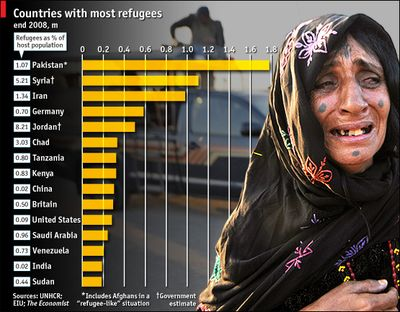 Countries with most refugees
end 2008, m
Refugees as % of
host population
0 0.2 0.4 0.6 0.8 1.0 1.2 1.4 1.6 1.8
1.07 Pakistan*
5.21 Syria†
1.34 Iran
0.70 Germany
8.21 Jordan†
3.03 Chad
0.80 Tanzania
0.83 Kenya
0.02 China
0.50 Britain
0.09 United States
0.96 Saudi Arabia
0.73 Venezuela
0.02 India
0.44 Sudan
Sources: UNHCR;
EIU; The Economist
*Includes Afghans in a
"refugee-like" situation
†Government
estimate